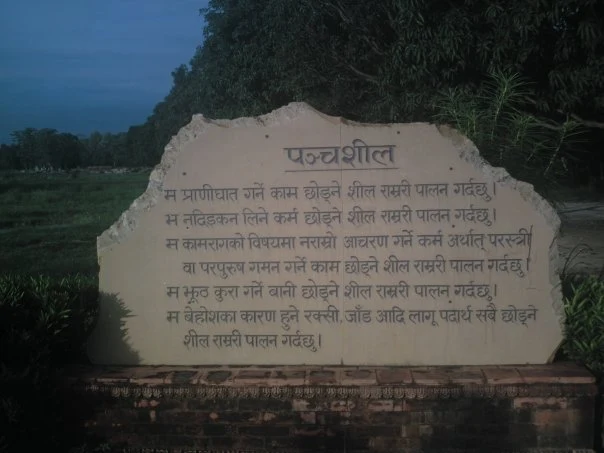 पञ्चशील
म प्राणीघात गर्ने काम छोड्ने शील राम्ररी पालन गर्दछु।
म नदिइकन लिने कर्म छोड्ने शील राम्ररी पालन गर्दछु।
म कामरागको विषयमा नराम्रो आचरण गर्ने कर्म अर्थात् परस्त्री
वा परपुरुष गमन गर्ने काम छोड्ने शील राम्ररी पालन गर्दछु।
म झूठ कुरा गर्ने वानी छोड्ने शील राम्ररी पालन गर्दछु।
म बेहोशका कारण हुने रक्सी, जाँड आदि लागू पदार्थ सबै छोड्ने
शील राम्ररी पालन गर्दछु।